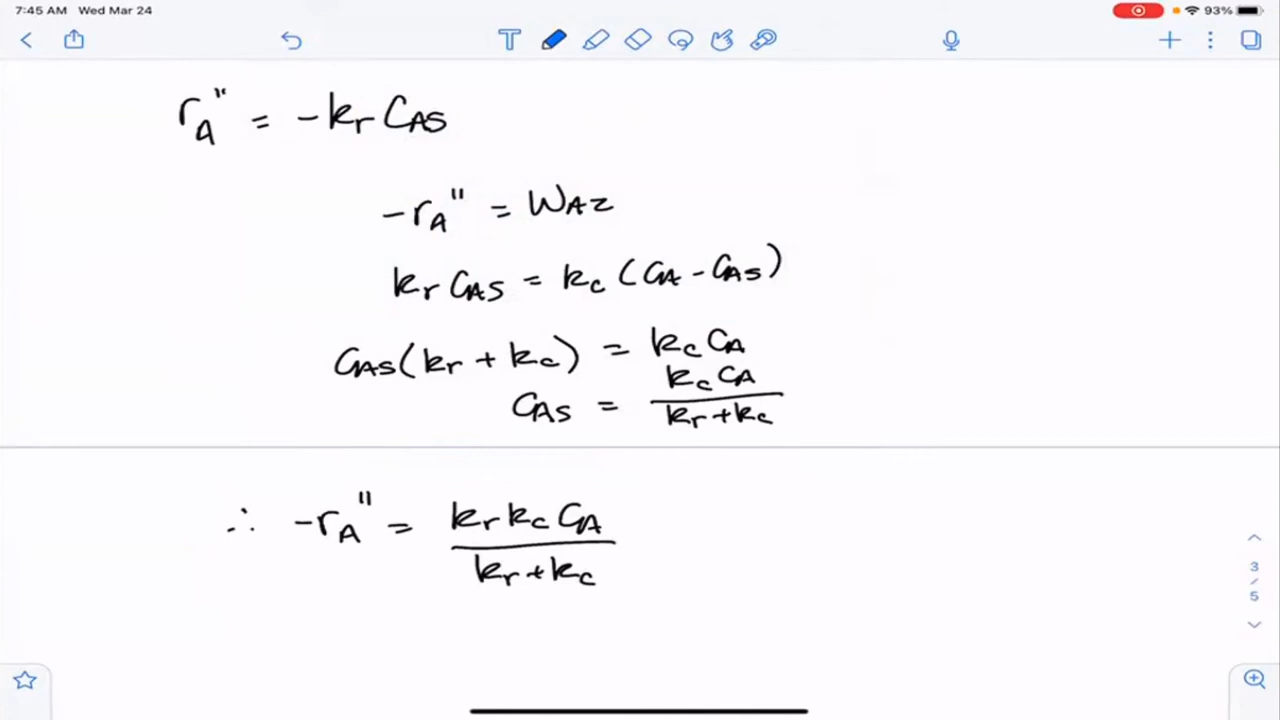 7:45 AM Wed Mar 24
93%
T
r_A" = -k_r C_AS
-r_A" = W_AZ
k_r C_AS = k_c (C_A - C_AS)
C_AS (k_r + k_c) = k_c C_A
C_AS = k_c C_A / k_r + k_c
∴ -r_A" = k_r k_c C_A / k_r + k_c
3
/
5